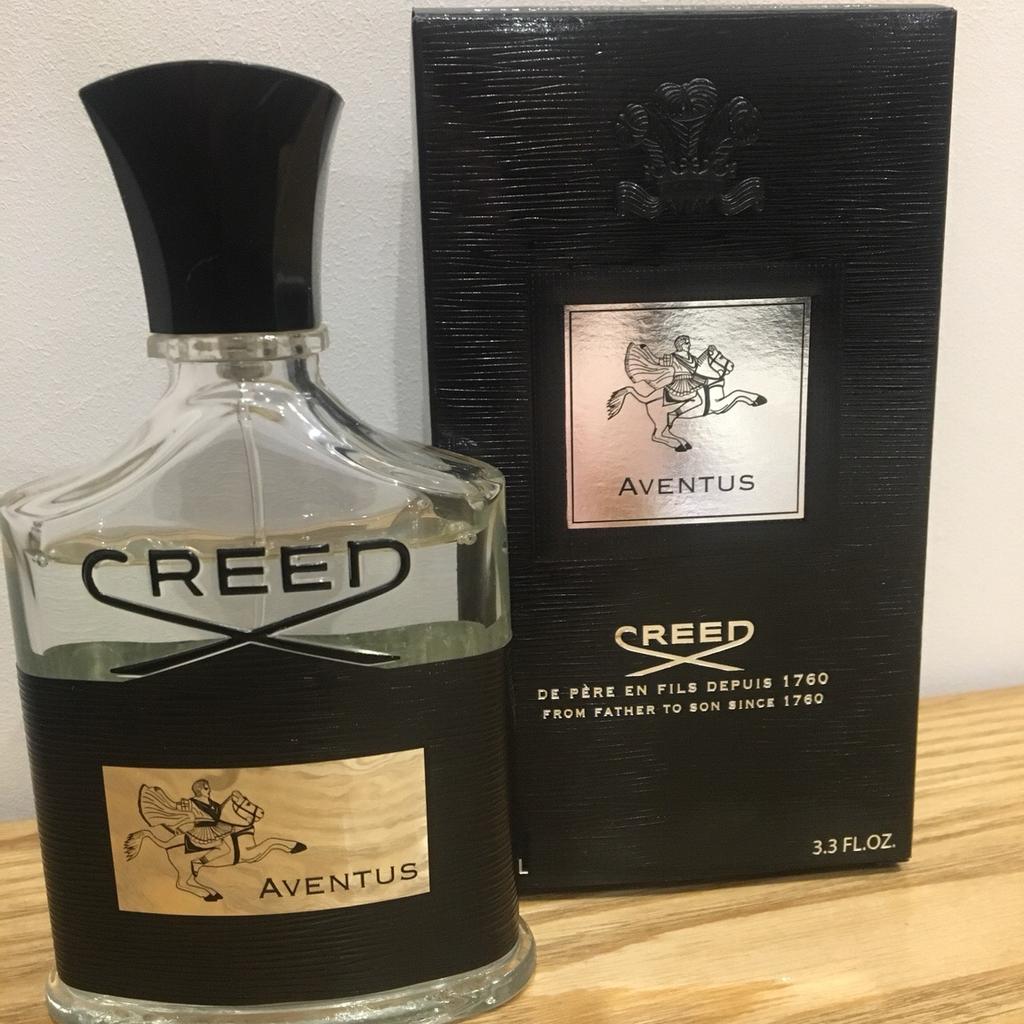 CREED
AVENTUS
AVENTUS
CREED
DE PÈRE EN FILS DEPUIS 1760
FROM FATHER TO SON SINCE 1760
L
3.3 FL.OZ.